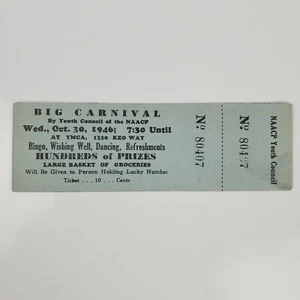 BIG CARNIVAL
By Youth Council of the NAACP
Wed., Oct. 30, 1946; 7:30 Until
AT YMCA, 1330 KEO WAY
Bingo, Wishing Well, Dancing, Refreshments
HUNDREDS of PRIZES
LARGE BASKET OF GROCERIES
Will Be Given to Person Holding Lucky Number
Ticket . . . 10 . . . Cents
No 80407
No 80407
NAACP Youth Council